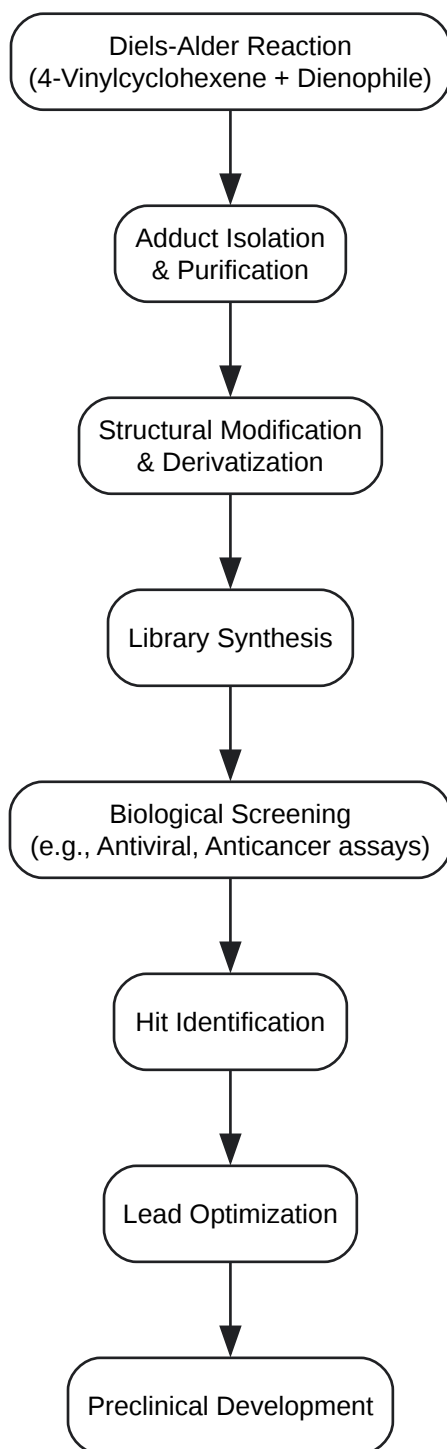 Diels-Alder Reaction
(4-Vinylcyclohexene + Dienophile)
Adduct Isolation
& Purification
Structural Modification
& Derivatization
Library Synthesis
Biological Screening
(e.g., Antiviral, Anticancer assays)
Hit Identification
Lead Optimization
Preclinical Development